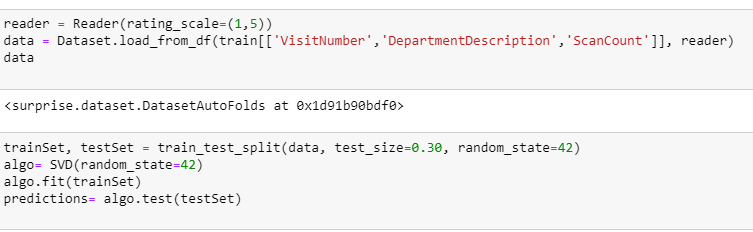 reader = Reader(rating_scale=(1,5))
data = Dataset.load_from_df(train[['VisitNumber','DepartmentDescription','ScanCount']], reader)
data
<surprise.dataset.DatasetAutoFolds at 0x1d91b90bdf0>
trainSet, testSet = train_test_split(data, test_size=0.30, random_state=42)
algo= SVD(random_state=42)
algo.fit(trainSet)
predictions= algo.test(testSet)